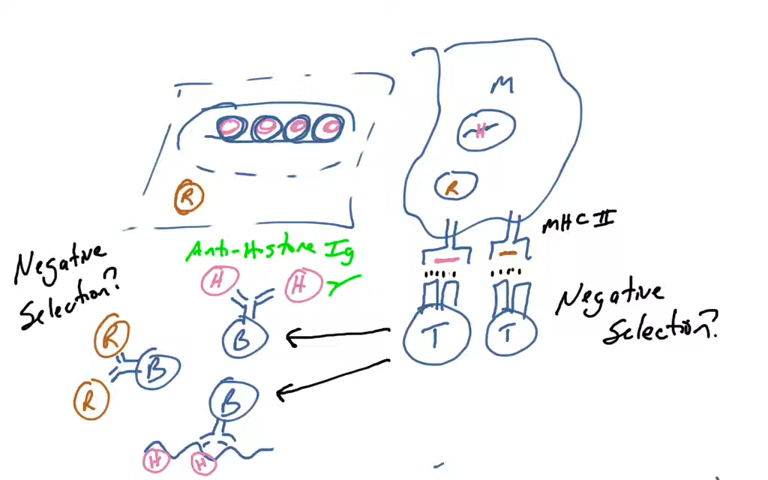 M
H
R
R
MHC II
Anti-Histone Ig
Negative
Selection?
H
H
Negative
Selection?
B
T
T
R
B
R
B
H
H